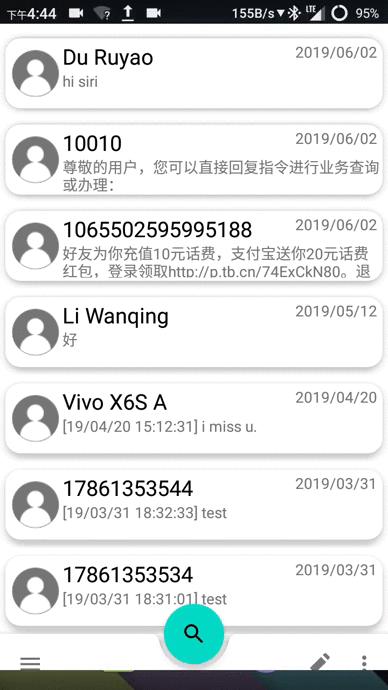 下午4:44 155B/s LTE 95%
Du Ruyao 2019/06/02
hi siri
10010 2019/06/02
尊敬的用户，您可以直接回复指令进行业务查询
或办理：
1065502595995188 2019/06/02
好友为你充值10元话费，支付宝送你20元话费
红包，登录领取http://p.tb.cn/74ExCkN80。退
Li Wanqing 2019/05/12
好
Vivo X6S A 2019/04/20
[19/04/20 15:12:31] i miss u.
17861353544 2019/03/31
[19/03/31 18:32:33] test
17861353534 2019/03/31
[19/03/31 18:31:01] test